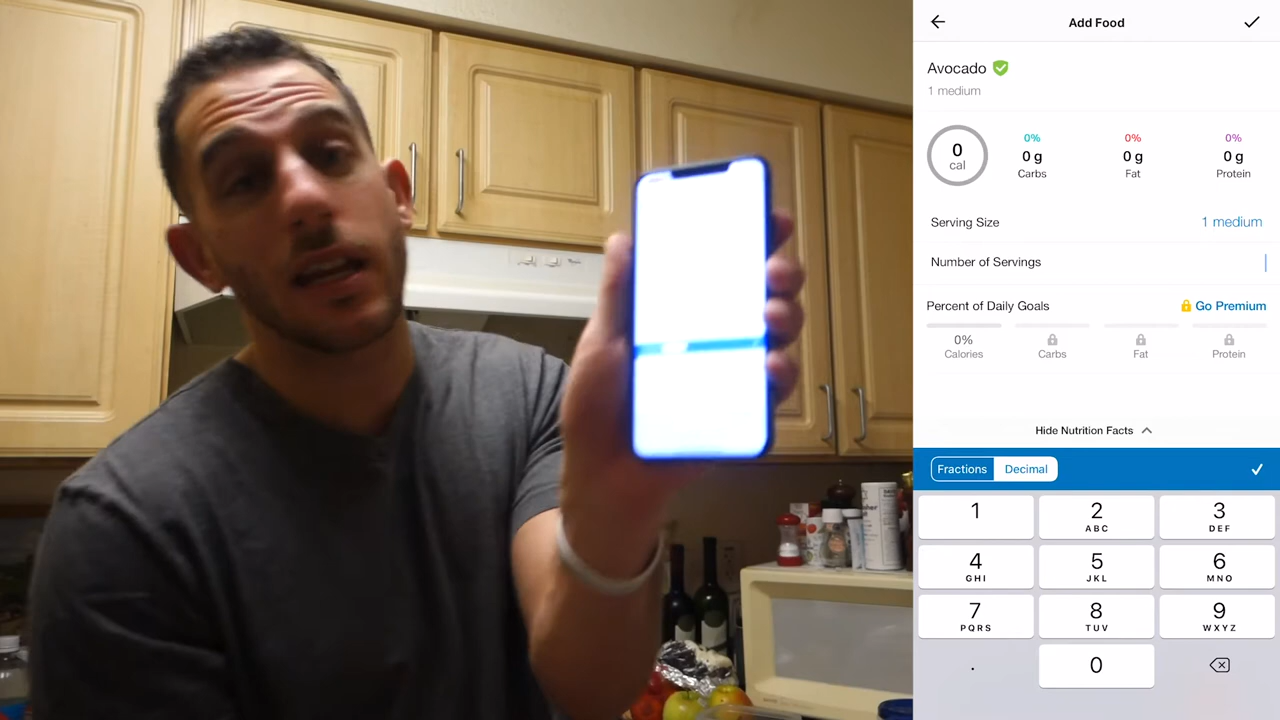 Add Food
Avocado
1 medium
0
cal
0%
0 g
Carbs
0%
0 g
Fat
0%
0 g
Protein
Serving Size
1 medium
Number of Servings
Percent of Daily Goals
Go Premium
0%
Calories
Carbs
Fat
Protein
Hide Nutrition Facts
Fractions
Decimal
1
2
ABC
3
DEF
4
GHI
5
JKL
6
MNO
7
PQRS
8
TUV
9
WXYZ
.
0